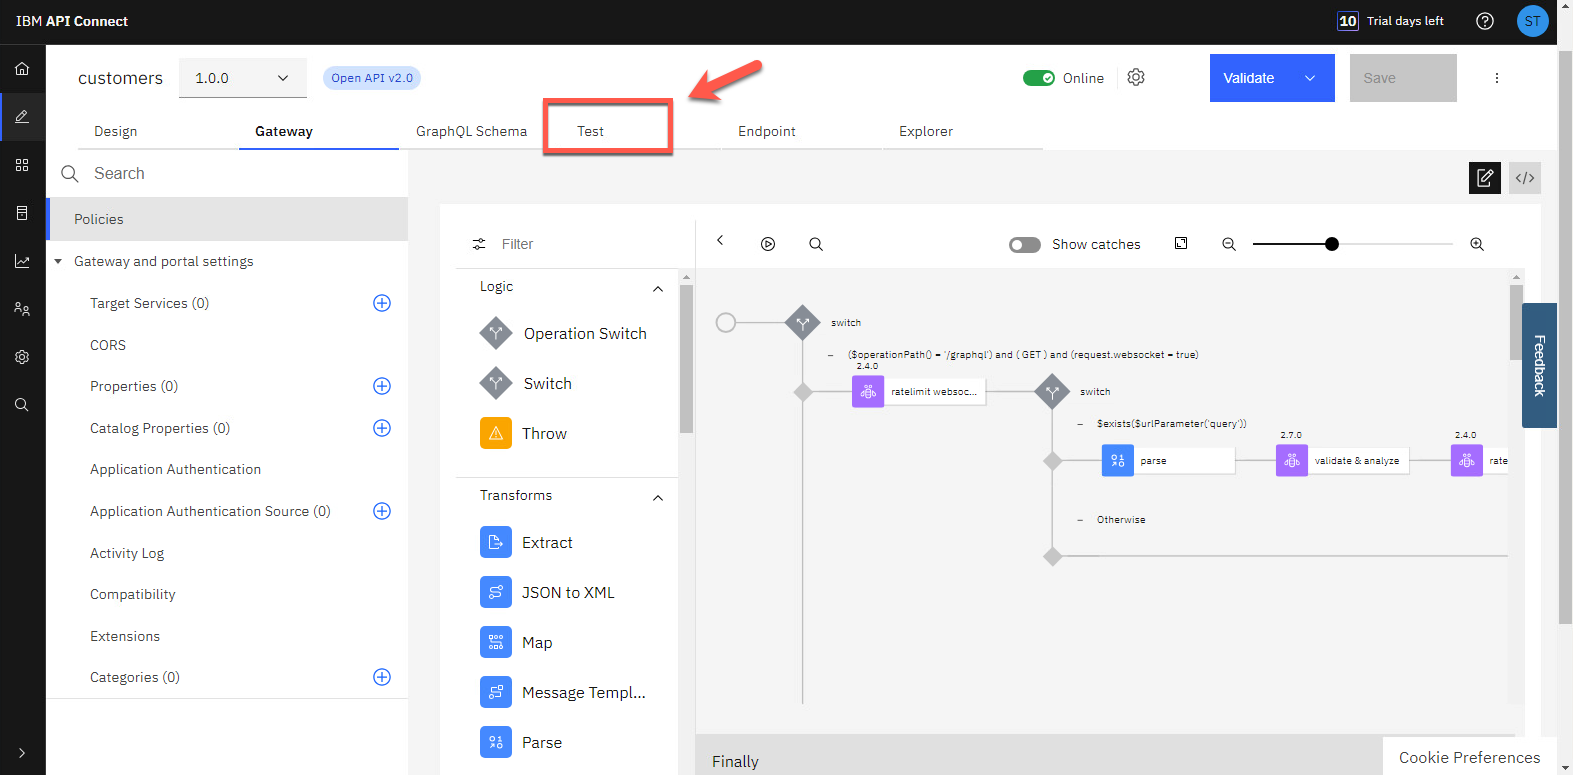 IBM API Connect
10 Trial days left
ST
customers
1.0.0
Open API v2.0
Online
Validate
Save
Design
Gateway
GraphQL Schema
Test
Endpoint
Explorer
Search
Policies
Gateway and portal settings
Target Services (0)
CORS
Properties (0)
Catalog Properties (0)
Application Authentication
Application Authentication Source (0)
Activity Log
Compatibility
Extensions
Categories (0)
</>
Filter
Logic
Operation Switch
Switch
Throw
Transforms
Extract
JSON to XML
Map
Message Templ...
Parse
Show catches
switch
– ($operationPath() = '/graphql') and ( GET ) and (request.websocket = true)
2.4.0
ratelimit websoc...
switch
– $exists($urlParameter('query'))
parse
2.7.0
validate & analyze
2.4.0
rate
– Otherwise
Finally
Feedback
Cookie Preferences